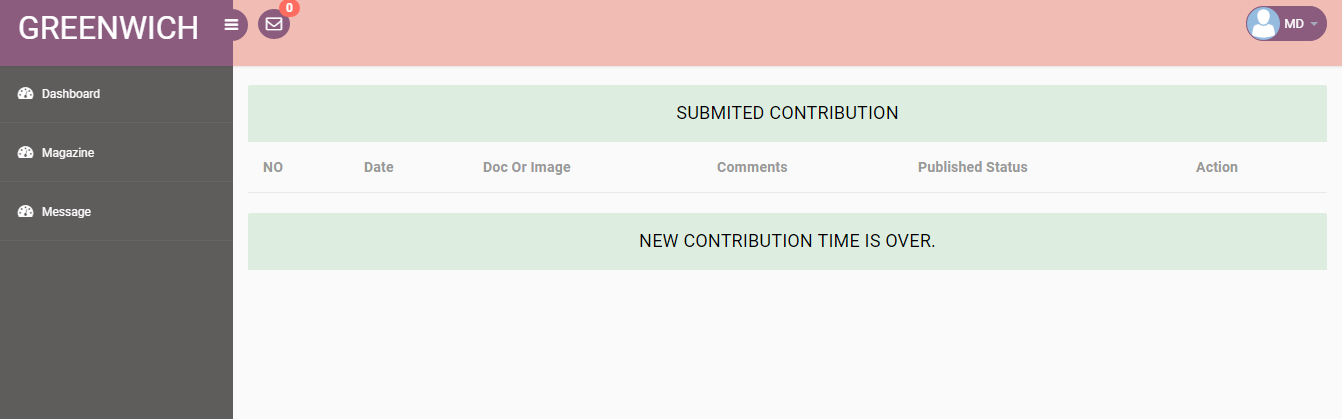 GREENWICH
0
MD
Dashboard
Magazine
Message
SUBMITED CONTRIBUTION
NO Date Doc Or Image Comments Published Status Action
NEW CONTRIBUTION TIME IS OVER.